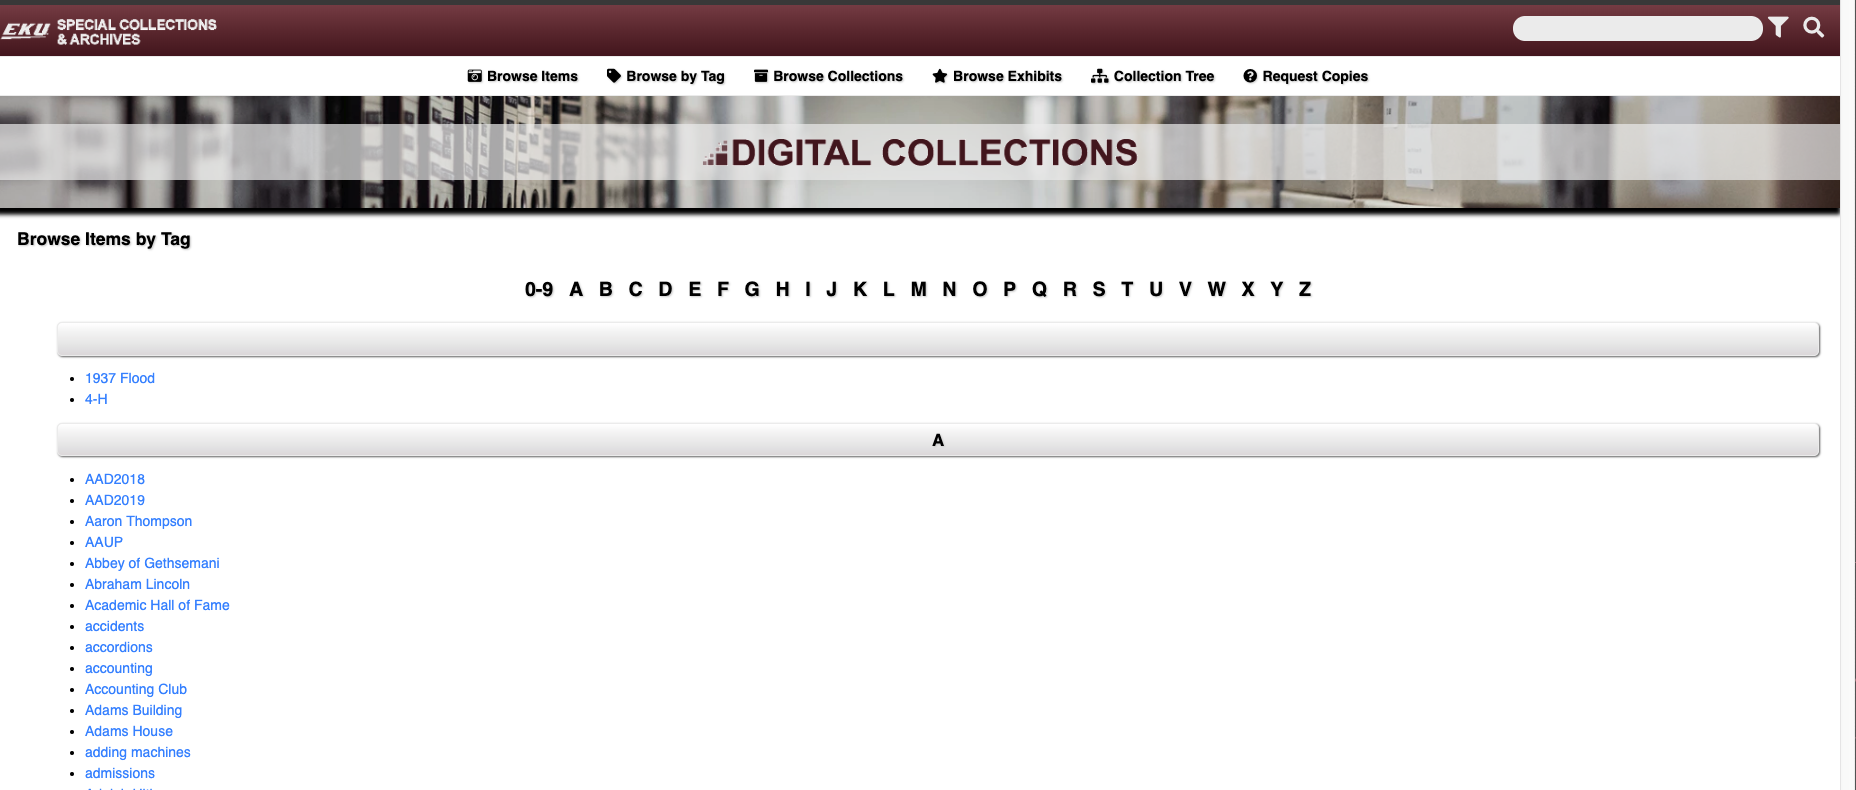 EKU SPECIAL COLLECTIONS
& ARCHIVES
Browse Items Browse by Tag Browse Collections Browse Exhibits Collection Tree Request Copies
DIGITAL COLLECTIONS
Browse Items by Tag
0-9 A B C D E F G H I J K L M N O P Q R S T U V W X Y Z
1937 Flood
4-H
A
AAD2018
AAD2019
Aaron Thompson
AAUP
Abbey of Gethsemani
Abraham Lincoln
Academic Hall of Fame
accidents
accordions
accounting
Accounting Club
Adams Building
Adams House
adding machines
admissions